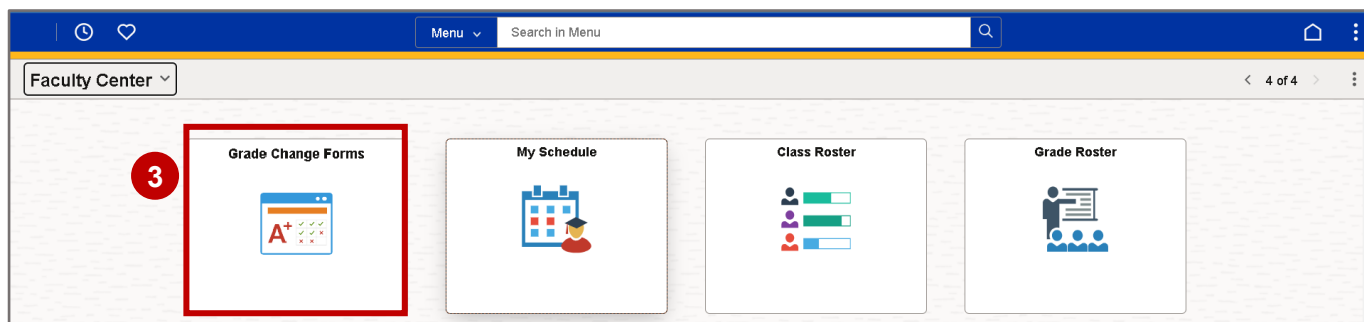 Menu
Search in Menu
Faculty Center
4 of 4
3
Grade Change Forms
My Schedule
Class Roster
Grade Roster
A+